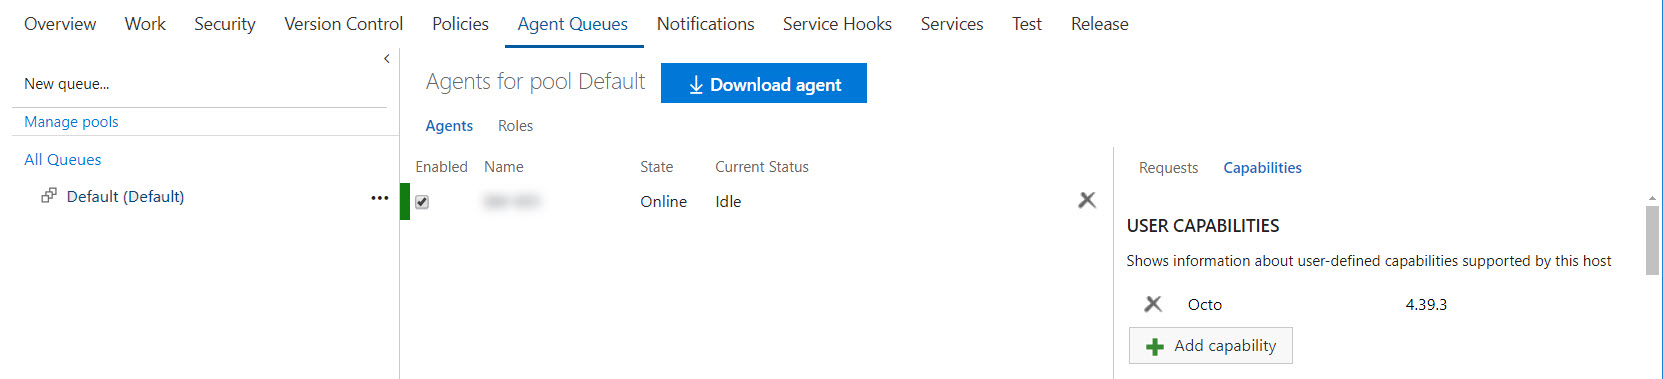 Overview Work Security Version Control Policies Agent Queues Notifications Service Hooks Services Test Release
New queue...
Manage pools
All Queues
Default (Default)
Agents for pool Default
Download agent
Agents Roles
Enabled Name State Current Status
Online Idle
Requests Capabilities
USER CAPABILITIES
Shows information about user-defined capabilities supported by this host
Octo 4.39.3
Add capability